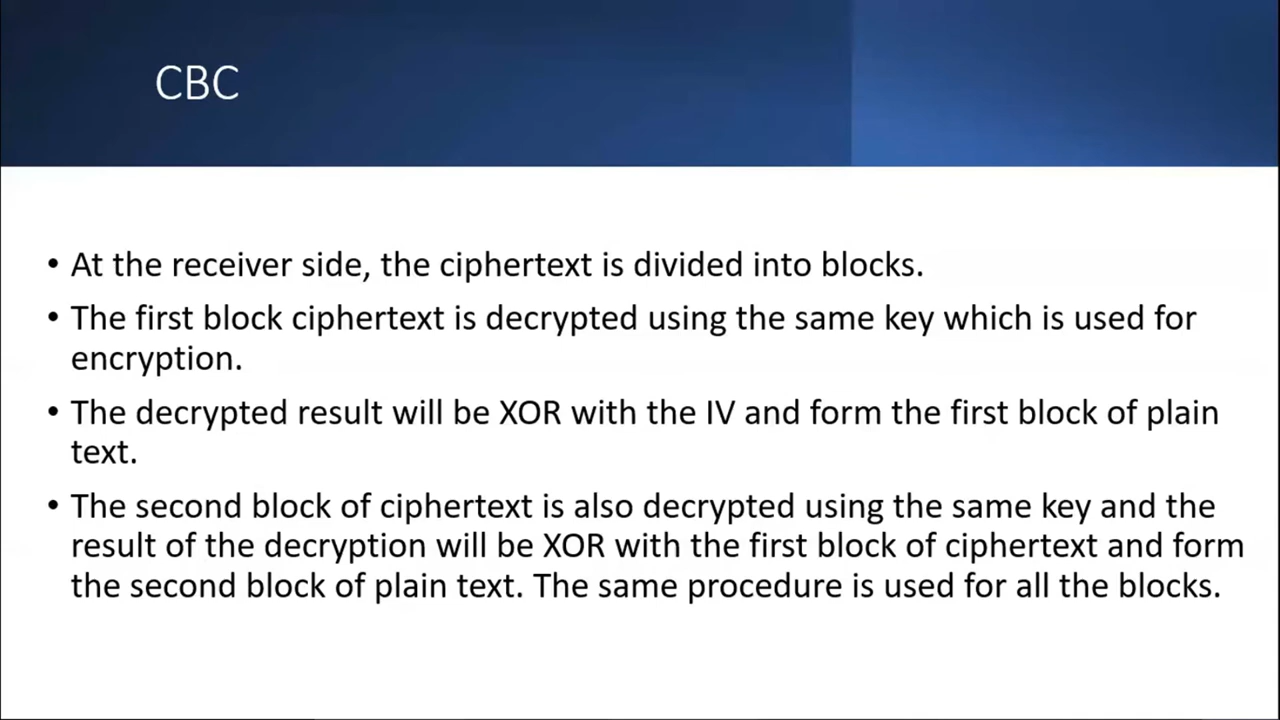 CBC
• At the receiver side, the ciphertext is divided into blocks.
• The first block ciphertext is decrypted using the same key which is used for
encryption.
• The decrypted result will be XOR with the IV and form the first block of plain
text.
• The second block of ciphertext is also decrypted using the same key and the
result of the decryption will be XOR with the first block of ciphertext and form
the second block of plain text. The same procedure is used for all the blocks.